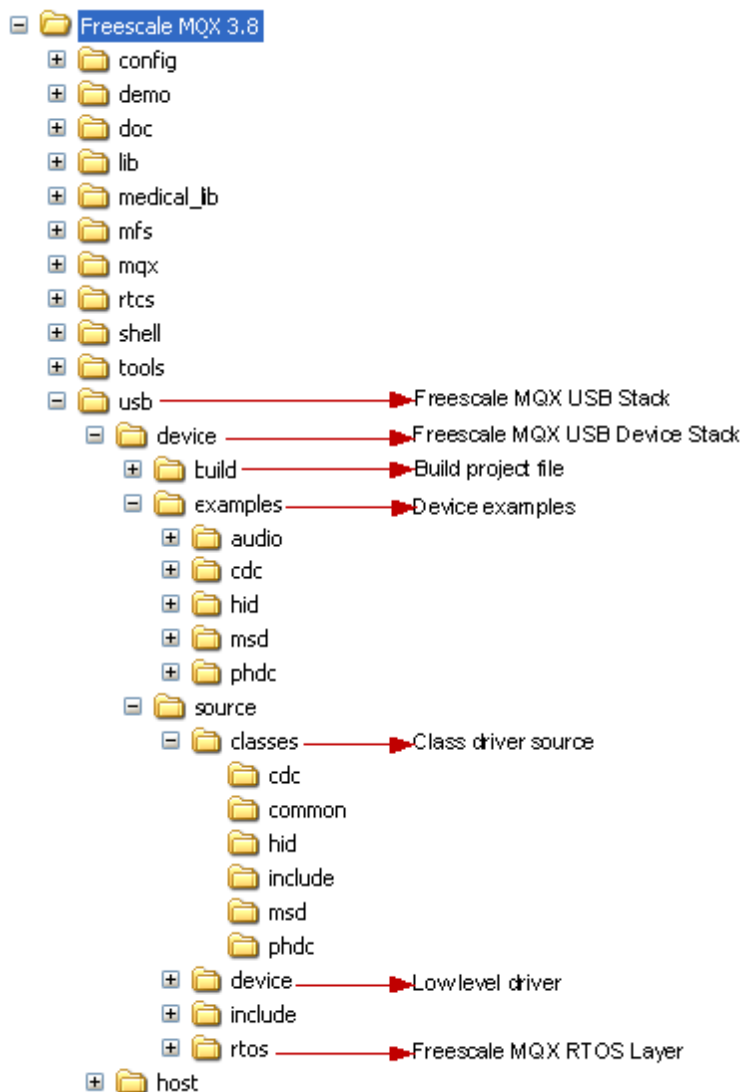 Freescale MQX 3.8
config
demo
doc
lib
medical_lib
mfs
mqx
rtcs
shell
tools
usb Freescale MQX USB Stack
device Freescale MQX USB Device Stack
build Build project file
examples Device examples
audio
cdc
hid
msd
phdc
source
classes Class driver source
cdc
common
hid
include
msd
phdc
device Low level driver
include
rtos Freescale MQX RTOS Layer
host